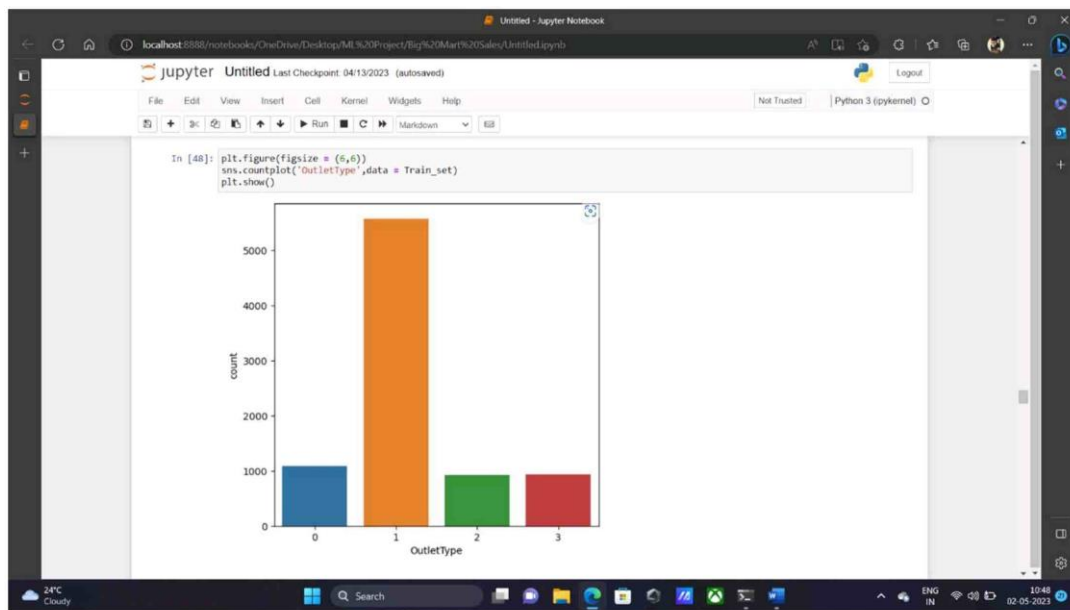 Untitled - Jupyter Notebook
localhost:8888/notebooks/OneDrive/Desktop/ML%20Project/Big%20Mart%20Sales/Untitled.ipynb
jupyter Untitled Last Checkpoint: 04/13/2023 (autosaved)
Logout
File Edit View Insert Cell Kernel Widgets Help
Not Trusted
Python 3 (ipykernel)
Run
Markdown
In [48]: plt.figure(figsize = (6,6))
sns.countplot('OutletType',data = Train_set)
plt.show()
5000
4000
3000
2000
1000
0
count
0 1 2 3
OutletType
24°C
Cloudy
Search
ENG
IN
10:48
02-05-2023